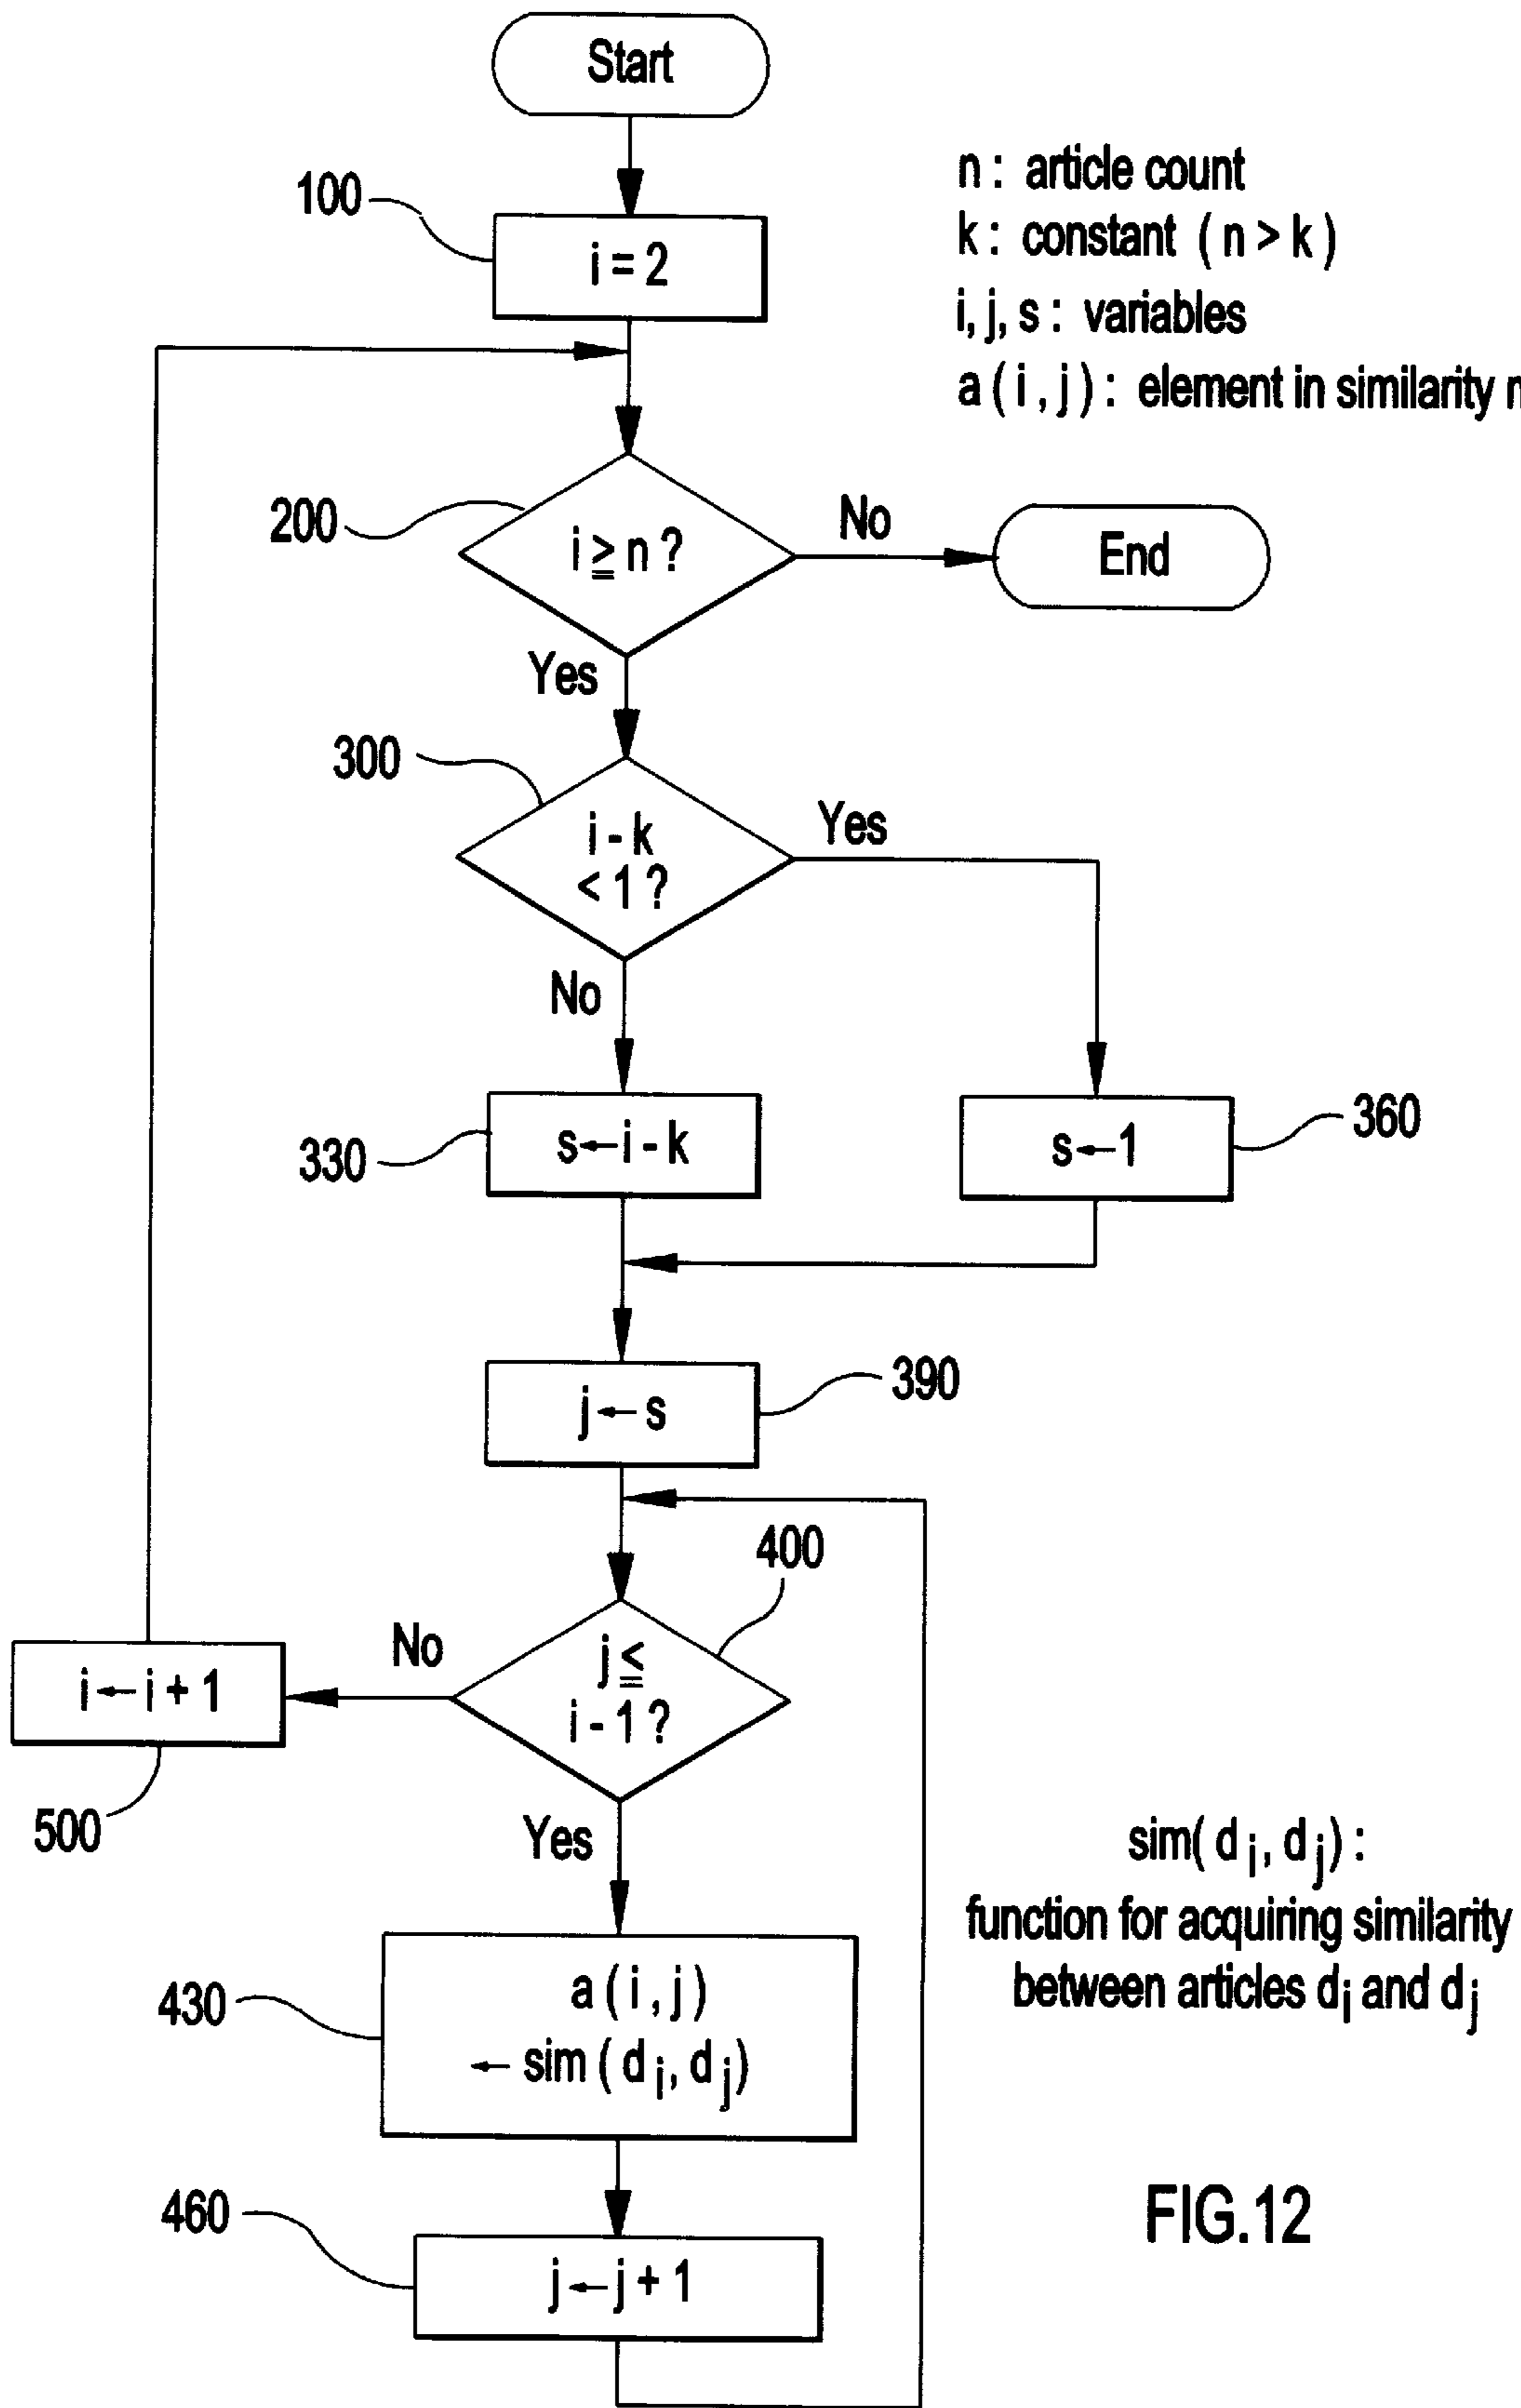 Start
n : article count
k : constant ( n > k )
i, j, s : variables
a ( i , j ) : element in similarity
100
i = 2
200
i ≧ n ?
No
End
Yes
300
i - k
< 1 ?
Yes
No
330
s ← i - k
s ← 1
360
j ← s
390
400
j ≦
i - 1 ?
No
i ← i + 1
500
Yes
sim( d i , d j ) :
function for acquiring similarity
between articles d i and d j
430
a ( i , j )
← sim ( d i , d j )
460
j ← j + 1
FIG.12